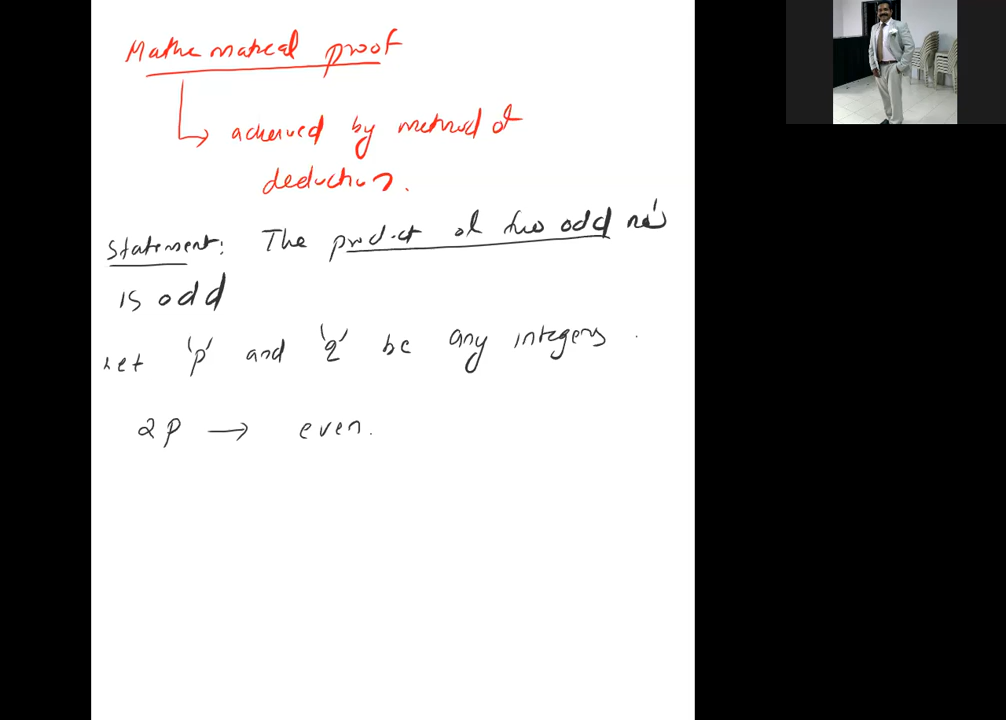 Mathematical proof
achieved by method of
deduction.
Statement: The product of two odd no's
is odd
Let 'p' and 'q' be any integers.
2p → even.